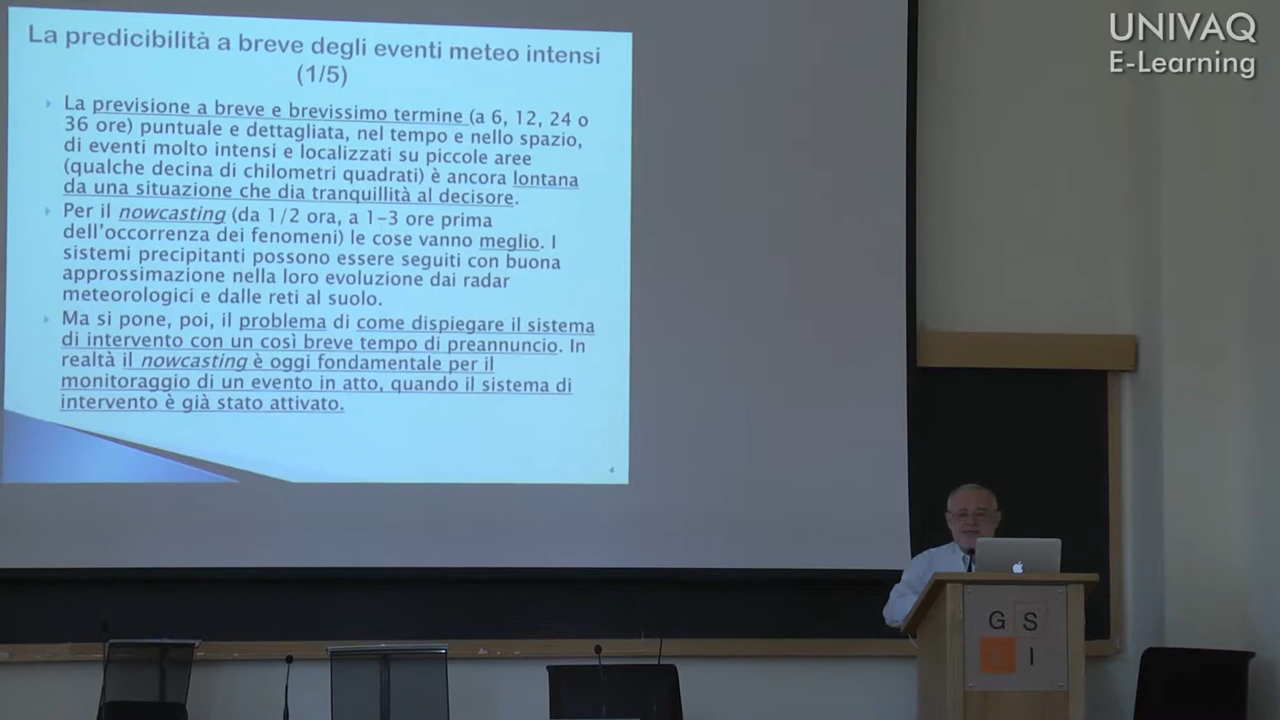 UNIVAQ
E-Learning
La predicibilità a breve degli eventi meteo intensi
(1/5)
La previsione a breve e brevissimo termine (a 6, 12, 24 o
36 ore) puntuale e dettagliata, nel tempo e nello spazio,
di eventi molto intensi e localizzati su piccole aree
(qualche decina di chilometri quadrati) è ancora lontana
da una situazione che dia tranquillità al decisore.
Per il nowcasting (da 1/2 ora, a 1-3 ore prima
dell'occorrenza dei fenomeni) le cose vanno meglio. I
sistemi precipitanti possono essere seguiti con buona
approssimazione nella loro evoluzione dai radar
meteorologici e dalle reti al suolo.
Ma si pone, poi, il problema di come dispiegare il sistema
di intervento con un così breve tempo di preannuncio. In
realtà il nowcasting è oggi fondamentale per il
monitoraggio di un evento in atto, quando il sistema di
intervento è già stato attivato.
4
G S
I